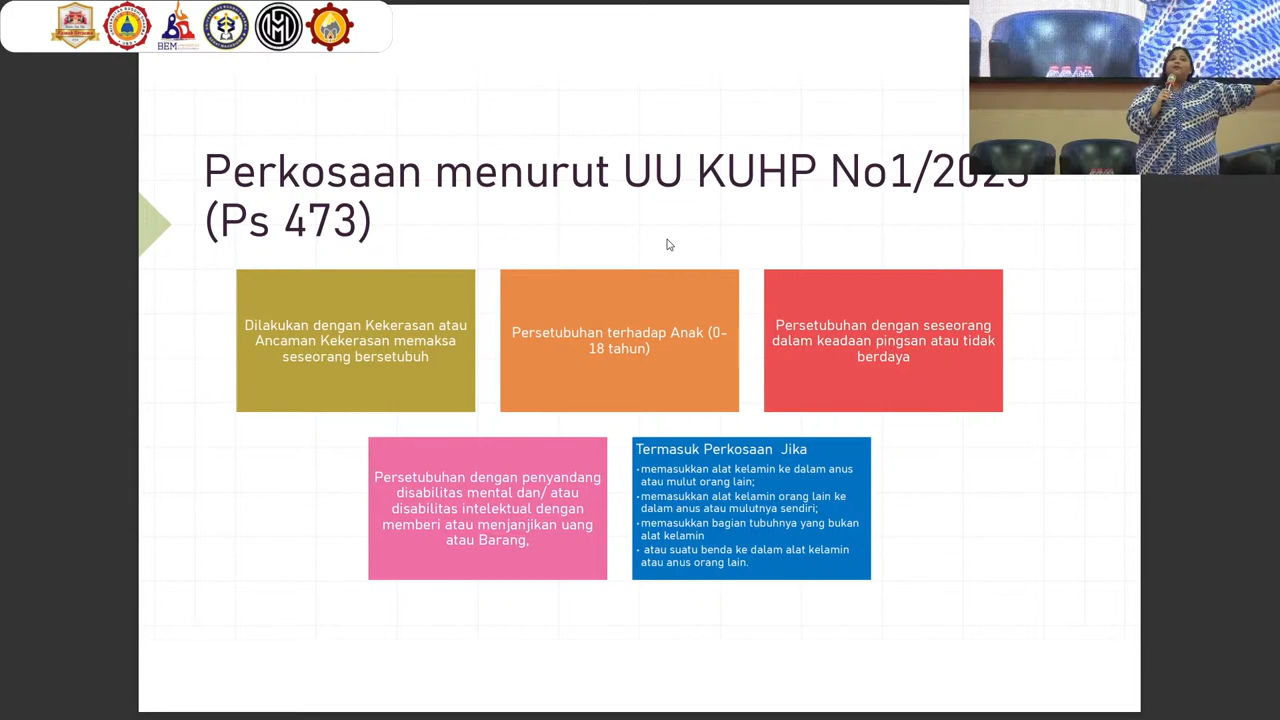 BEM
Perkosaan menurut UU KUHP No1/2023
(Ps 473)
Dilakukan dengan Kekerasan atau
Ancaman Kekerasan memaksa
seseorang bersetubuh
Persetubuhan terhadap Anak (0-
18 tahun)
Persetubuhan dengan seseorang
dalam keadaan pingsan atau tidak
berdaya
Persetubuhan dengan penyandang
disabilitas mental dan/ atau
disabilitas intelektual dengan
memberi atau menjanjikan uang
atau Barang,
Termasuk Perkosaan Jika
•memasukkan alat kelamin ke dalam anus
atau mulut orang lain;
•memasukkan alat kelamin orang lain ke
dalam anus atau mulutnya sendiri;
•memasukkan bagian tubuhnya yang bukan
alat kelamin
• atau suatu benda ke dalam alat kelamin
atau anus orang lain.